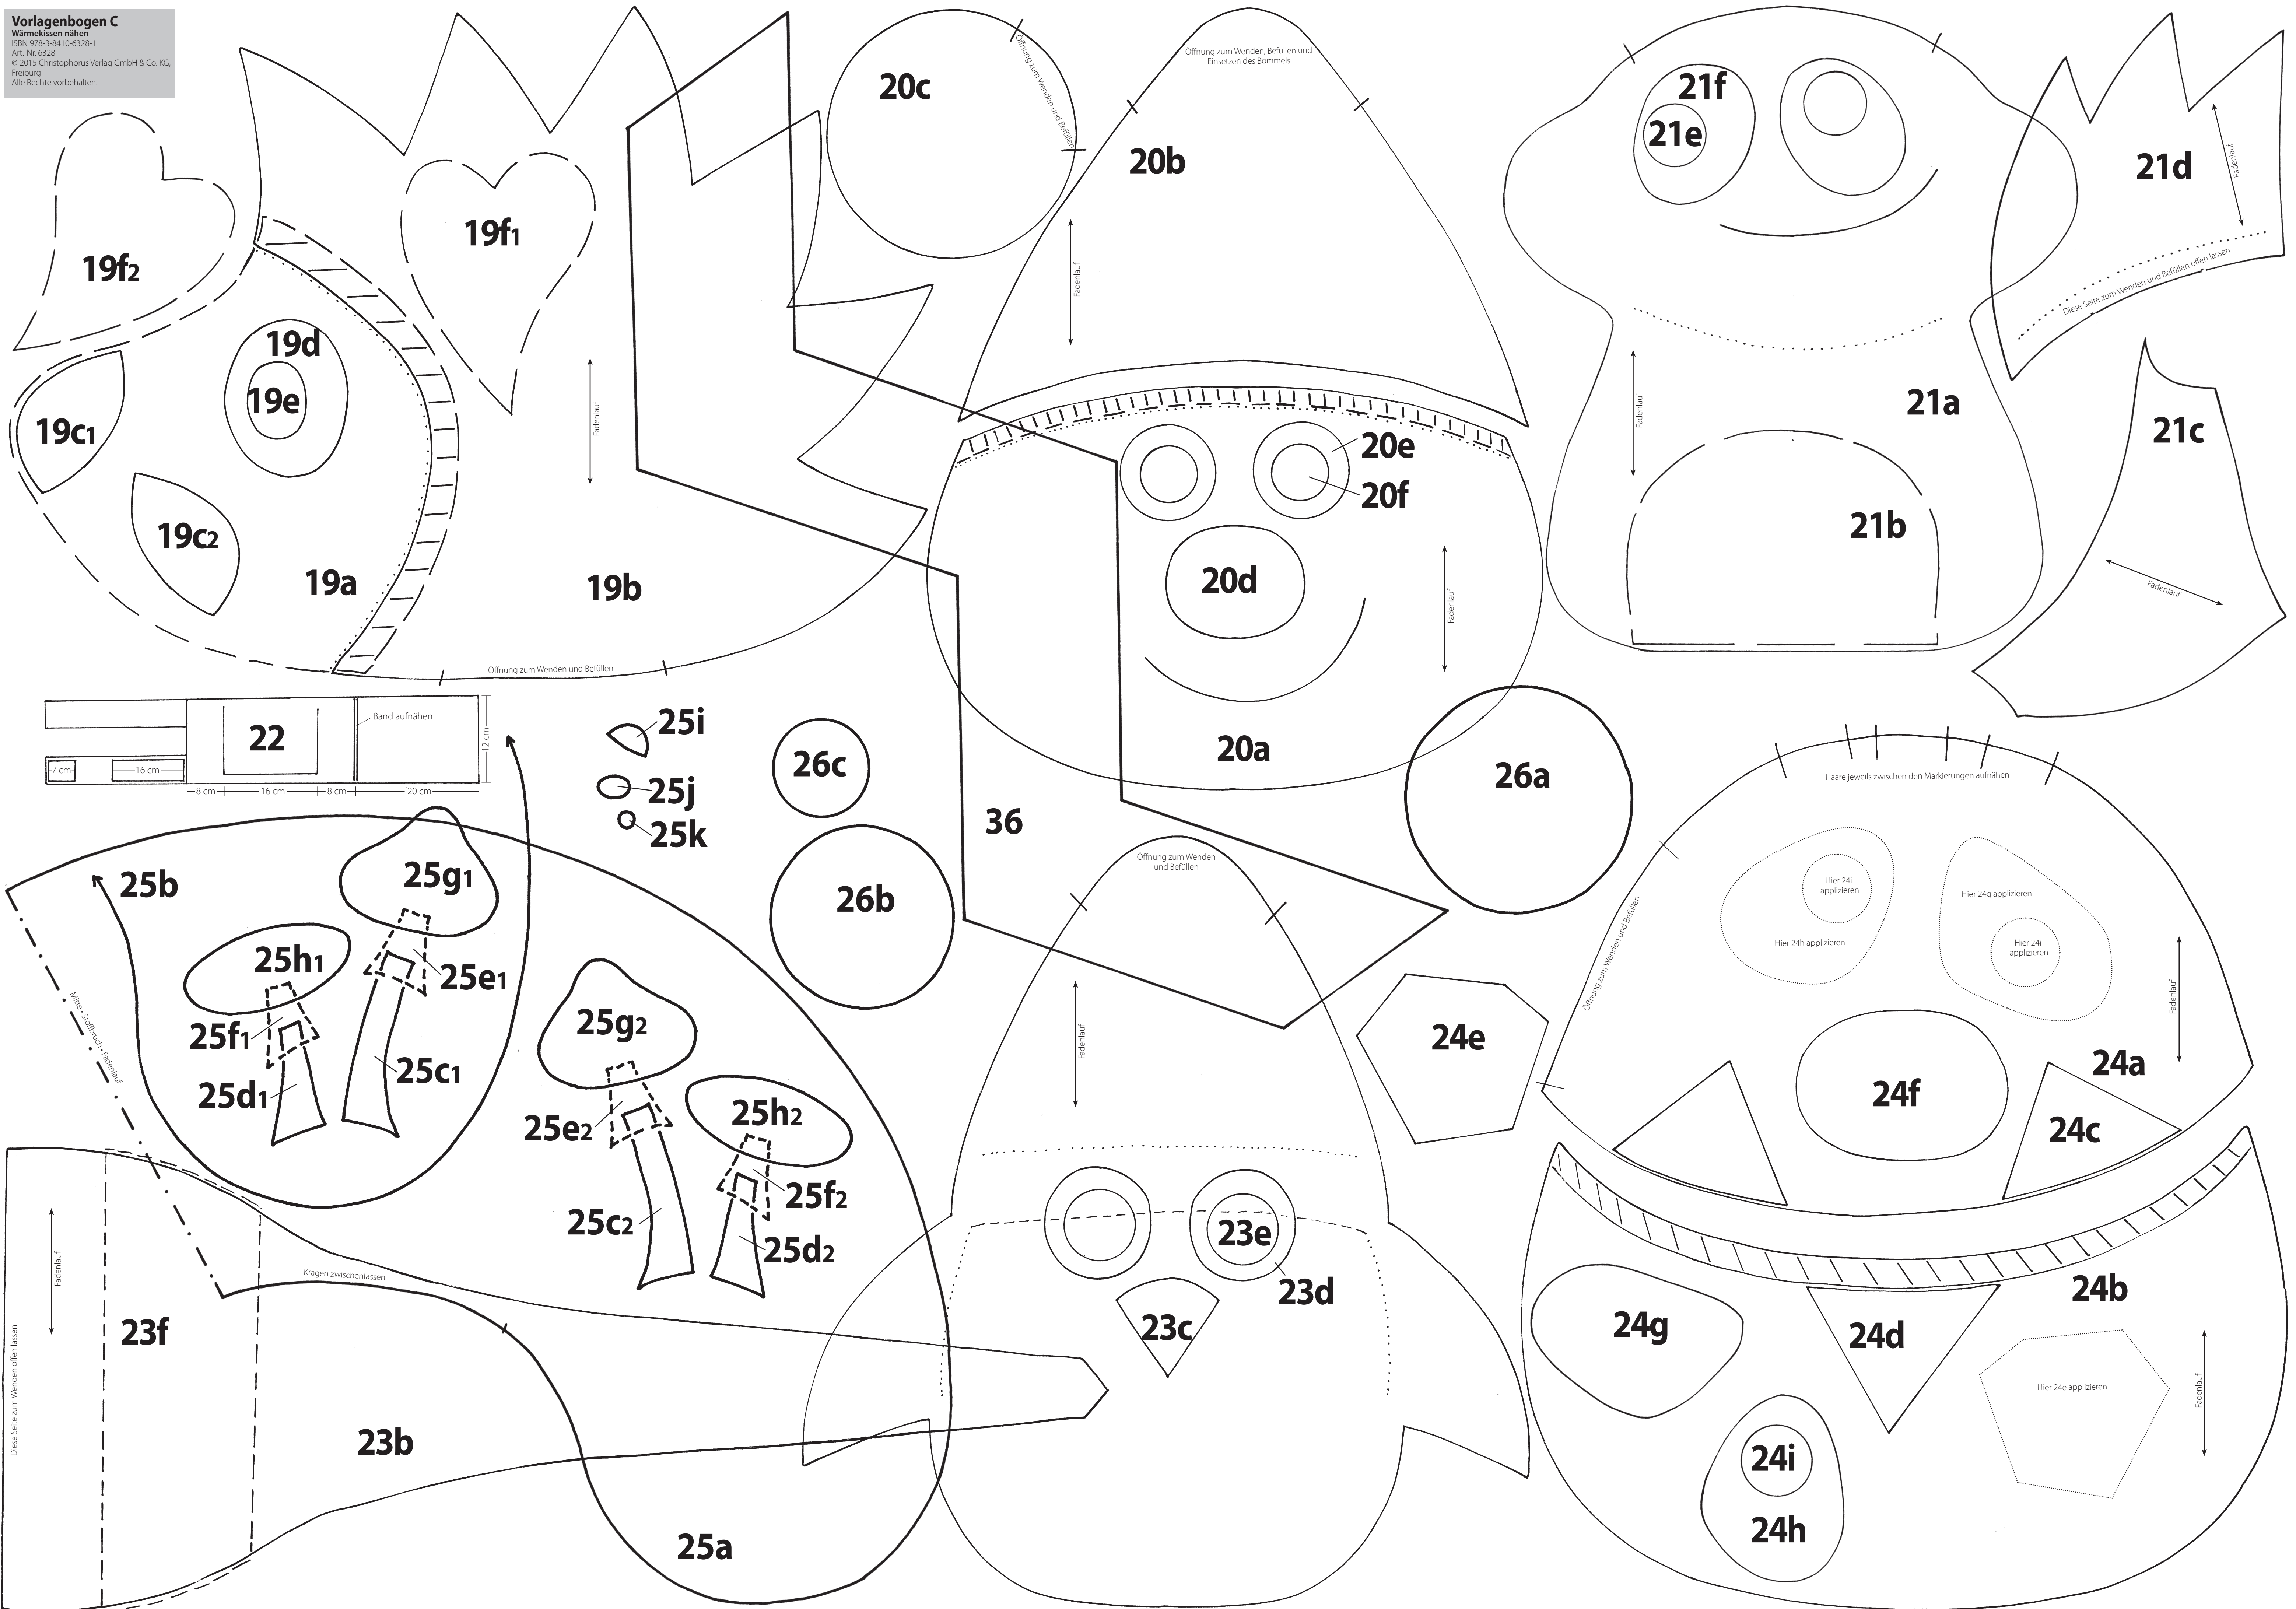 Vorlagenbogen C
Wärmekissen nähen
ISBN 978-3-8410-6328-1
Art.-Nr. 6328
© 2015 Christophorus Verlag GmbH & Co. KG,
Freiburg
Alle Rechte vorbehalten.
19f2
19f1
19d
19e
19c1
19c2
19a
19b
Fadenlauf
Öffnung zum Wenden und Befüllen
20c
Öffnung zum Wenden und Befüllen
Öffnung zum Wenden, Befüllen und
Einsetzen des Bommels
20b
Fadenlauf
20e
20f
20d
Fadenlauf
20a
21f
21e
21d
Fadenlauf
Diese Seite zum Wenden und Befüllen offen lassen
Fadenlauf
21a
21c
21b
Fadenlauf
22
Band aufnähen
12 cm
7 cm
16 cm
8 cm
16 cm
8 cm
20 cm
25i
25j
25k
26c
26b
26a
36
25b
25g1
25h1
25e1
25f1
25d1
25c1
Mitte • Stoffbruch • Fadenlauf
25g2
25h2
25e2
25f2
25c2
25d2
25a
Kragen zwischenfassen
Fadenlauf
Diese Seite zum Wenden offen lassen
23f
23b
Öffnung zum Wenden
und Befüllen
Fadenlauf
23e
23d
23c
24e
Haare jeweils zwischen den Markierungen aufnähen
Öffnung zum Wenden und Befüllen
Hier 24i
applizieren
Hier 24h applizieren
Hier 24g applizieren
Hier 24i
applizieren
Fadenlauf
24a
24f
24c
24b
24g
24d
Hier 24e applizieren
Fadenlauf
24i
24h